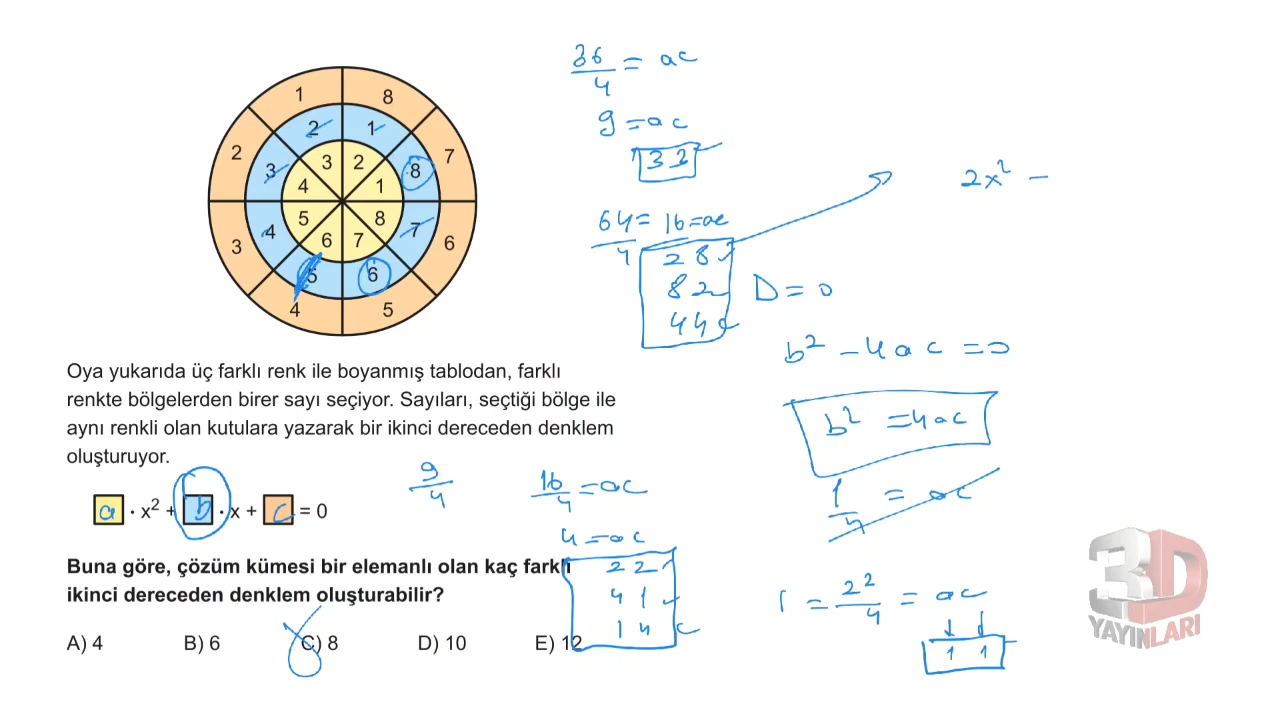 1 8
2 7
3 6
4 5
2 1
3 8
4 7
5 6
3 2
4 1
5 8
6 7
Oya yukarıda üç farklı renk ile boyanmış tablodan, farklı
renkte bölgelerden birer sayı seçiyor. Sayıları, seçtiği bölge ile
aynı renkli olan kutulara yazarak bir ikinci dereceden denklem
oluşturuyor.
a · x² + b · x + c = 0
Buna göre, çözüm kümesi bir elemanlı olan kaç farklı
ikinci dereceden denklem oluşturabilir?
A) 4 B) 6 C) 8 D) 10 E) 12
9/4
36/4 = ac
9 = ac
3 3
64/4 = 16 = ac
2 8
8 2
4 4
16/4 = ac
4 = ac
2 2
4 1
1 4
2x² -
D = 0
b² - 4ac = 0
b² = 4ac
1/4 = ac
1 = 2²/4 = ac
1 1
3D
YAYINLARI